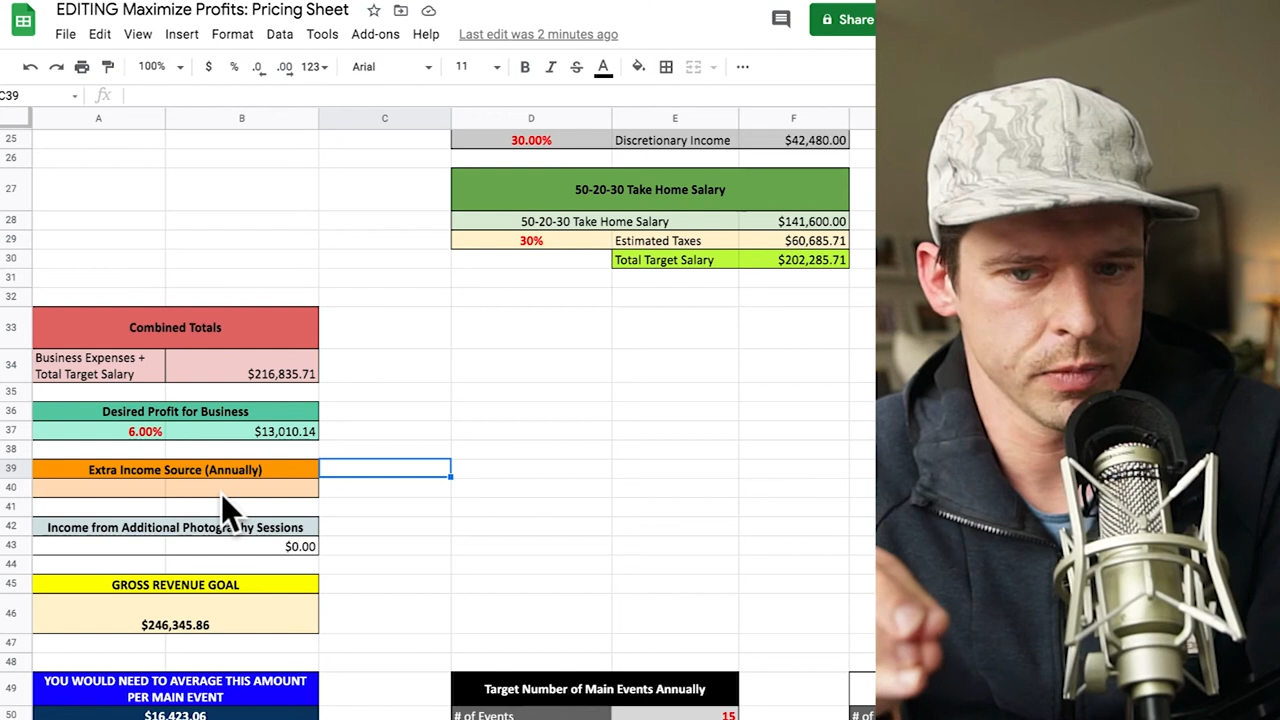 EDITING Maximize Profits: Pricing Sheet
File Edit View Insert Format Data Tools Add-ons Help Last edit was 2 minutes ago
Share
100% $ % .0 .00 123 Arial 11 B I S A
C39 fx
A B C D E F
25 30.00% Discretionary Income $42,480.00
26
27 50-20-30 Take Home Salary
28 50-20-30 Take Home Salary $141,600.00
29 30% Estimated Taxes $60,685.71
30 Total Target Salary $202,285.71
31
32
33 Combined Totals
34 Business Expenses +
Total Target Salary $216,835.71
35
36 Desired Profit for Business
37 6.00% $13,010.14
38
39 Extra Income Source (Annually)
40
41
42 Income from Additional Photography Sessions
43 $0.00
44
45 GROSS REVENUE GOAL
46 $246,345.86
47
48
49 YOU WOULD NEED TO AVERAGE THIS AMOUNT
PER MAIN EVENT
Target Number of Main Events Annually
50 $16,423.06 # of Events 15 # of